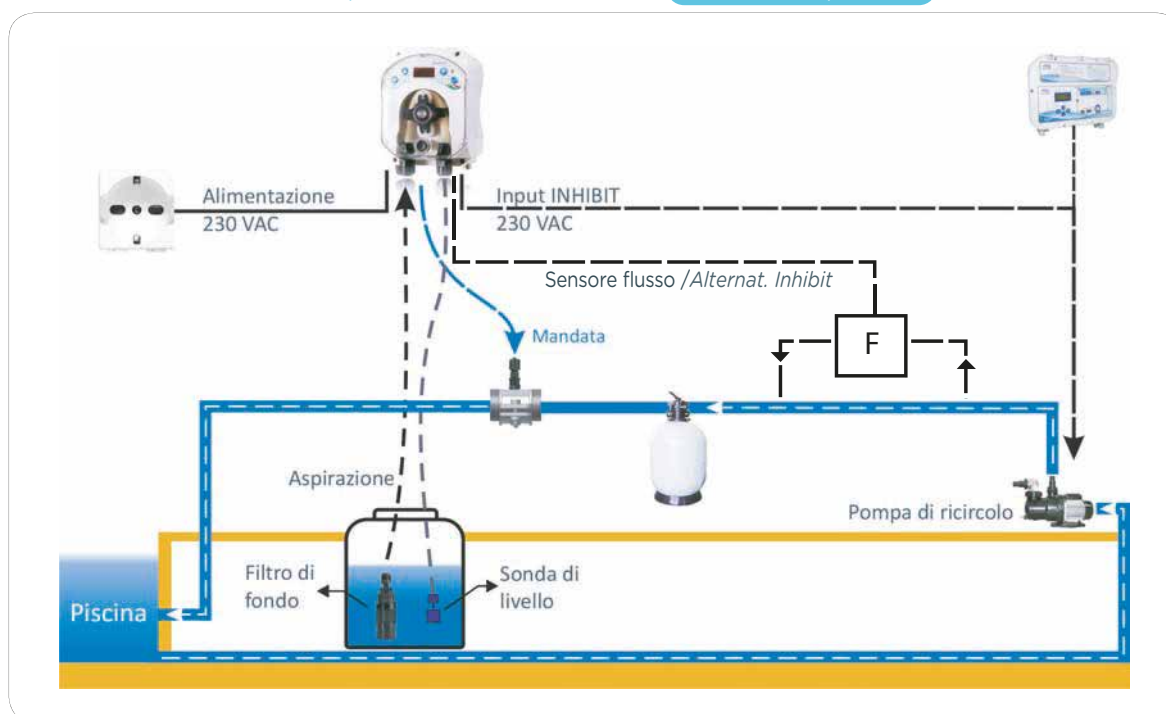 Alimentazione
230 VAC
Input INHIBIT
230 VAC
Sensore flusso /Alternat. Inhibit
F
Mandata
Aspirazione
Pompa di ricircolo
Filtro di
fondo
Sonda di
livello
Piscina